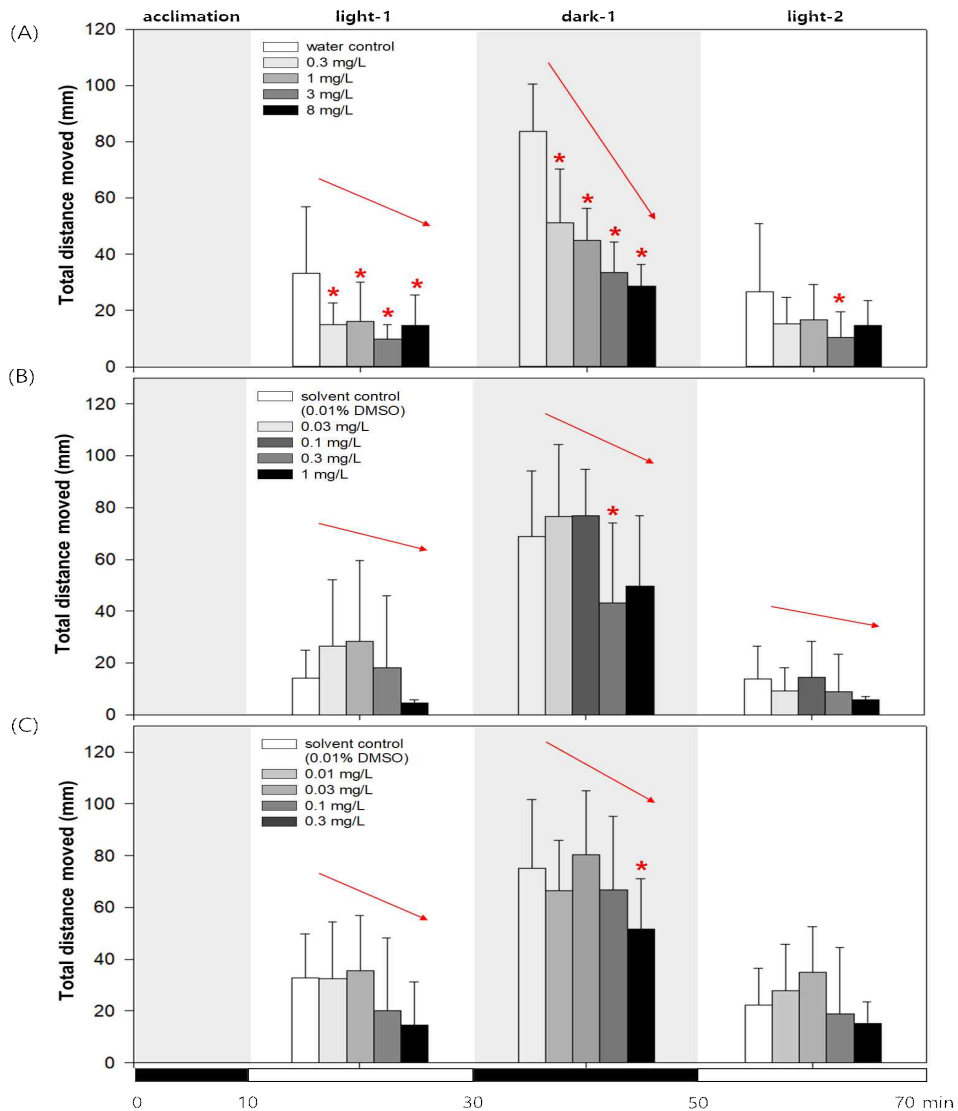 acclimation light-1 dark-1 light-2
(A)
120
100
80
60
40
20
0
Total distance moved (mm)
water control
0.3 mg/L
1 mg/L
3 mg/L
8 mg/L
* * * *
* * * *
*
(B)
120
100
80
60
40
20
0
Total distance moved (mm)
solvent control
(0.01% DMSO)
0.03 mg/L
0.1 mg/L
0.3 mg/L
1 mg/L
*
(C)
120
100
80
60
40
20
0
Total distance moved (mm)
solvent control
(0.01% DMSO)
0.01 mg/L
0.03 mg/L
0.1 mg/L
0.3 mg/L
*
0 10 30 50 70 min